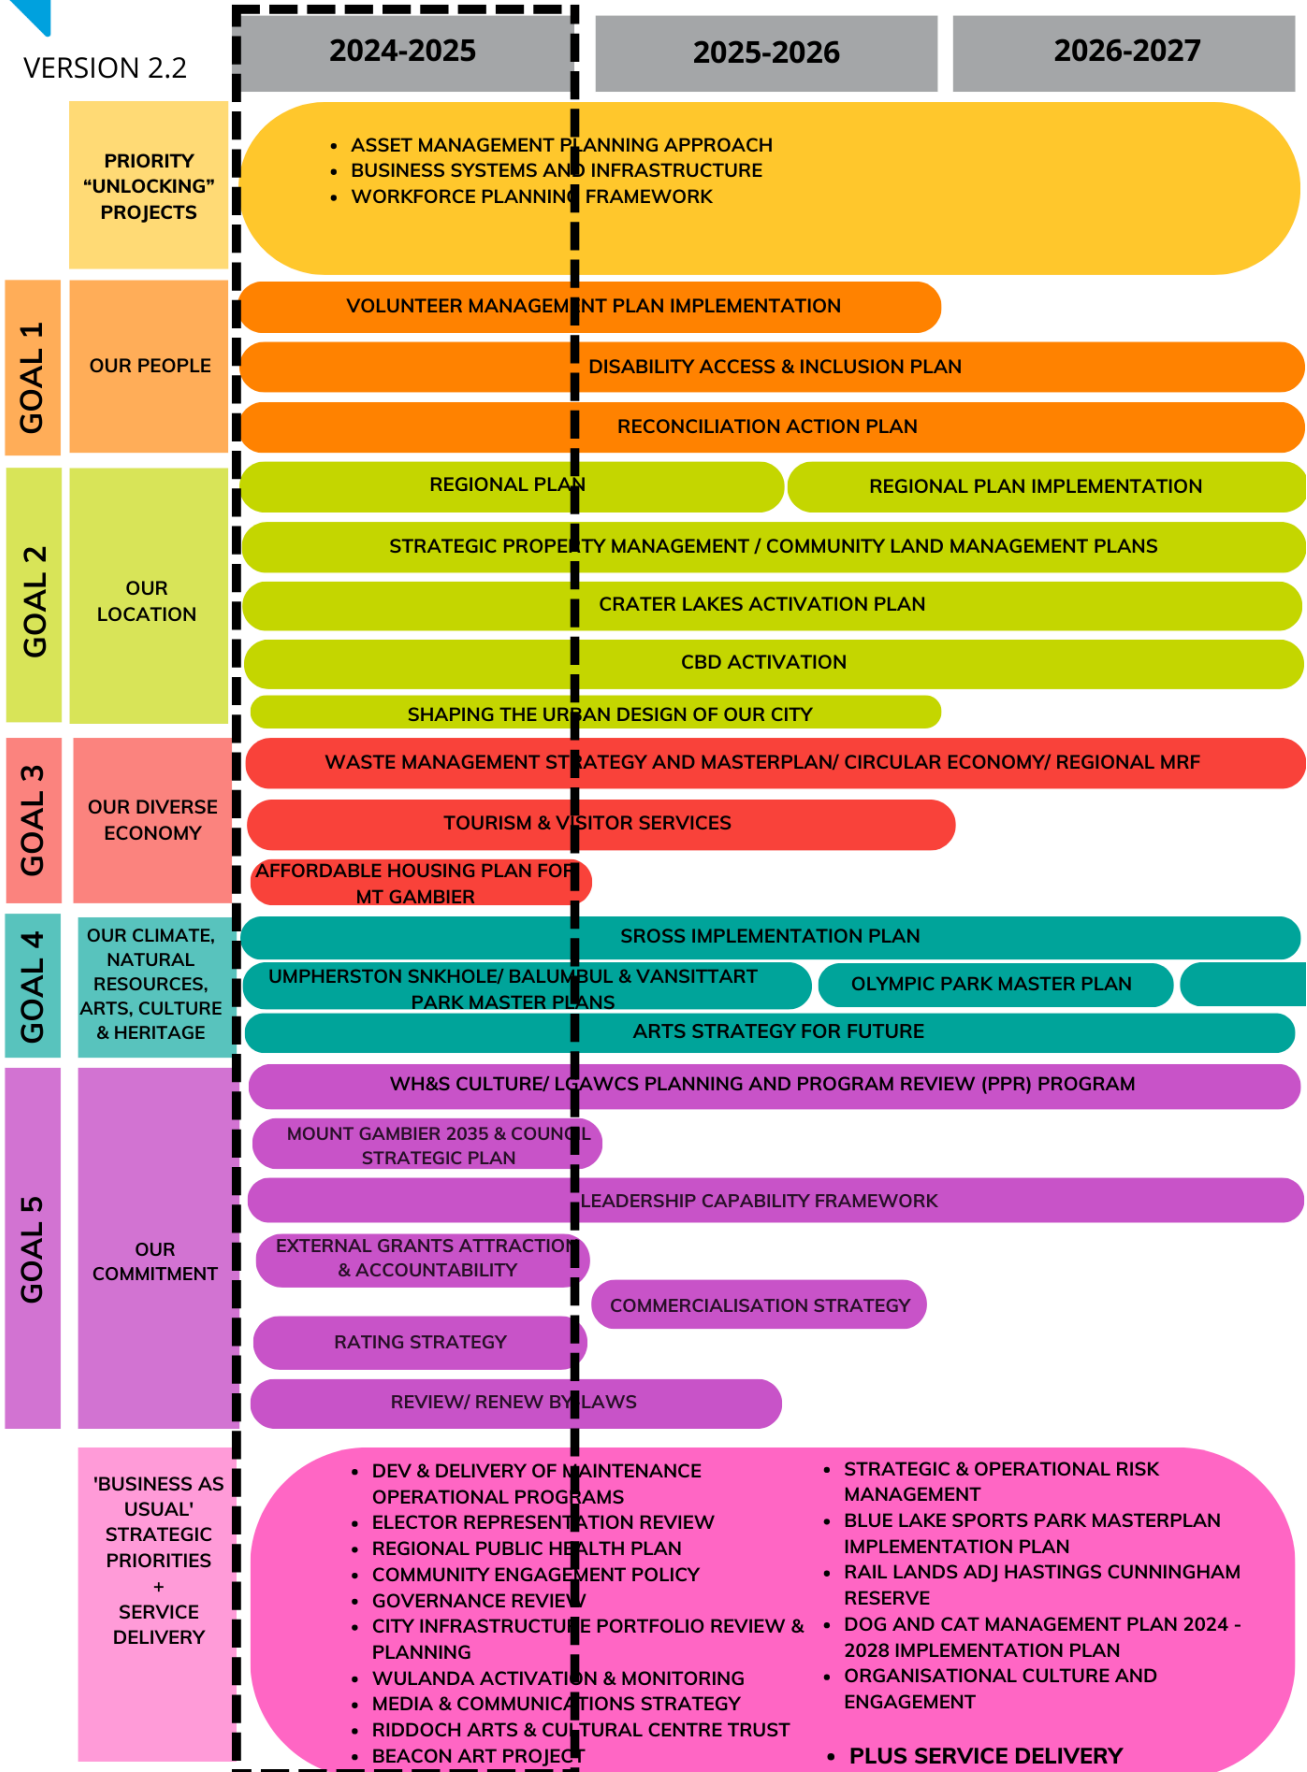 VERSION 2.2
2024-2025
2025-2026
2026-2027
PRIORITY
“UNLOCKING”
PROJECTS
• ASSET MANAGEMENT PLANNING APPROACH
• BUSINESS SYSTEMS AND INFRASTRUCTURE
• WORKFORCE PLANNING FRAMEWORK
GOAL 1
OUR PEOPLE
VOLUNTEER MANAGEMENT PLAN IMPLEMENTATION
DISABILITY ACCESS & INCLUSION PLAN
RECONCILIATION ACTION PLAN
GOAL 2
OUR
LOCATION
REGIONAL PLAN
REGIONAL PLAN IMPLEMENTATION
STRATEGIC PROPERTY MANAGEMENT / COMMUNITY LAND MANAGEMENT PLANS
CRATER LAKES ACTIVATION PLAN
CBD ACTIVATION
SHAPING THE URBAN DESIGN OF OUR CITY
GOAL 3
OUR DIVERSE
ECONOMY
WASTE MANAGEMENT STRATEGY AND MASTERPLAN/ CIRCULAR ECONOMY/ REGIONAL MRF
TOURISM & VISITOR SERVICES
AFFORDABLE HOUSING PLAN FOR
MT GAMBIER
GOAL 4
OUR CLIMATE,
NATURAL
RESOURCES,
ARTS, CULTURE
& HERITAGE
SROSS IMPLEMENTATION PLAN
UMPHERSTON SNKHOLE/ BALUMBUL & VANSITTART
PARK MASTER PLANS
OLYMPIC PARK MASTER PLAN
ARTS STRATEGY FOR FUTURE
GOAL 5
OUR
COMMITMENT
WH&S CULTURE/ LGAWCS PLANNING AND PROGRAM REVIEW (PPR) PROGRAM
MOUNT GAMBIER 2035 & COUNCIL
STRATEGIC PLAN
LEADERSHIP CAPABILITY FRAMEWORK
EXTERNAL GRANTS ATTRACTION
& ACCOUNTABILITY
COMMERCIALISATION STRATEGY
RATING STRATEGY
REVIEW/ RENEW BY-LAWS
'BUSINESS AS
USUAL'
STRATEGIC
PRIORITIES
+
SERVICE
DELIVERY
• DEV & DELIVERY OF MAINTENANCE
OPERATIONAL PROGRAMS
• ELECTOR REPRESENTATION REVIEW
• REGIONAL PUBLIC HEALTH PLAN
• COMMUNITY ENGAGEMENT POLICY
• GOVERNANCE REVIEW
• CITY INFRASTRUCTURE PORTFOLIO REVIEW &
PLANNING
• WULANDA ACTIVATION & MONITORING
• MEDIA & COMMUNICATIONS STRATEGY
• RIDDOCH ARTS & CULTURAL CENTRE TRUST
• BEACON ART PROJECT
• STRATEGIC & OPERATIONAL RISK
MANAGEMENT
• BLUE LAKE SPORTS PARK MASTERPLAN
IMPLEMENTATION PLAN
• RAIL LANDS ADJ HASTINGS CUNNINGHAM
RESERVE
• DOG AND CAT MANAGEMENT PLAN 2024 -
2028 IMPLEMENTATION PLAN
• ORGANISATIONAL CULTURE AND
ENGAGEMENT
• PLUS SERVICE DELIVERY